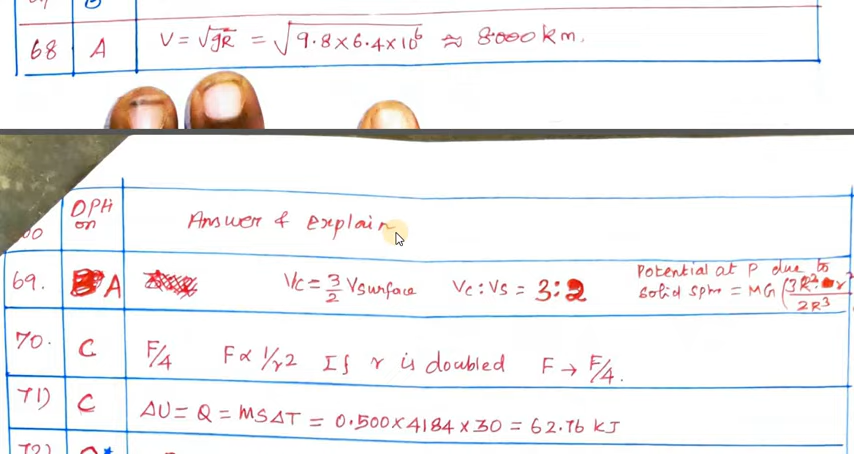 68 A V = √gR = √9.8×6.4×10⁶ ≈ 8000 km.
OPH Answer & Explain
on
69. A Vc = 3/2 Vsurface Vc : Vs = 3:2 Potential at P due to
solid sphr = MG (3R² - r²
2R³
70. C F/4 F ∝ 1/r2 If r is doubled F → F/4.
71) C ΔU = Q = MSΔT = 0.500×4184×30 = 62.76 kJ
72)